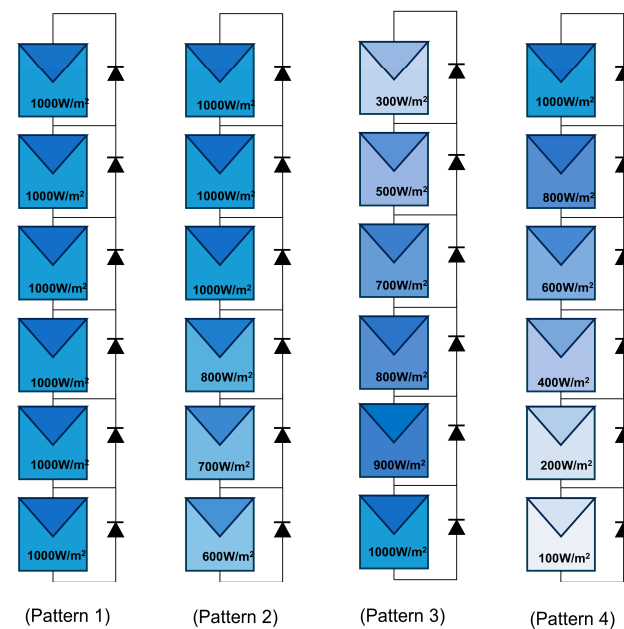 1000W/m²
1000W/m²
1000W/m²
1000W/m²
1000W/m²
1000W/m²
(Pattern 1)
1000W/m²
1000W/m²
1000W/m²
800W/m²
700W/m²
600W/m²
(Pattern 2)
300W/m²
500W/m²
700W/m²
800W/m²
900W/m²
1000W/m²
(Pattern 3)
1000W/m²
800W/m²
600W/m²
400W/m²
200W/m²
100W/m²
(Pattern 4)